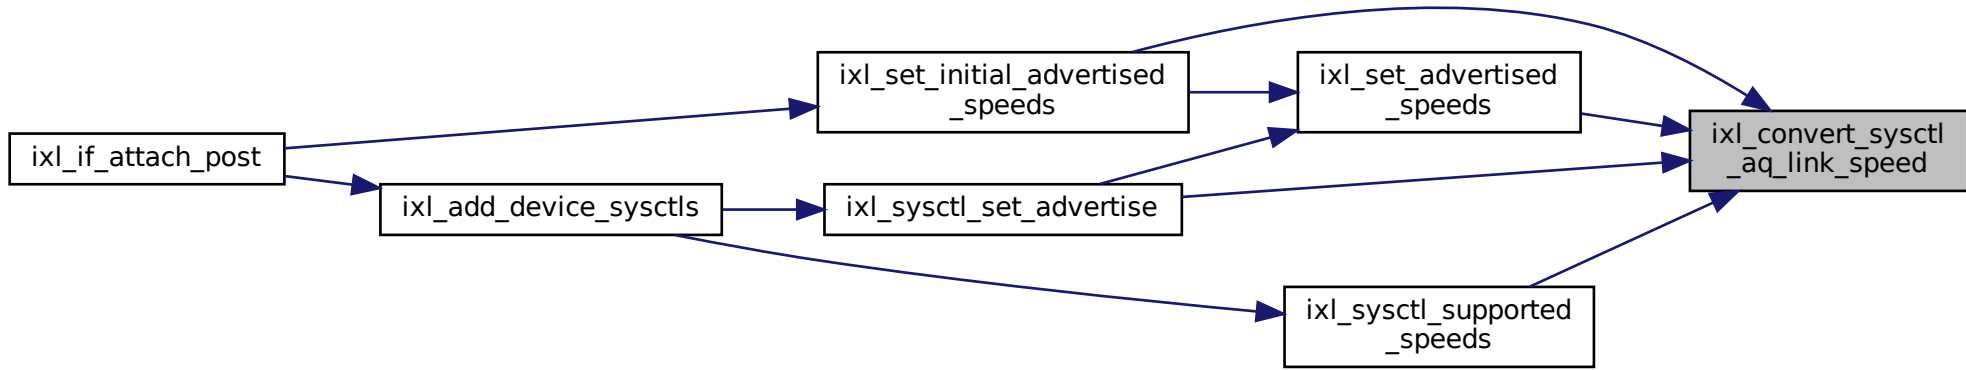 ixl_if_attach_post
ixl_set_initial_advertised
_speeds
ixl_add_device_sysctls
ixl_sysctl_set_advertise
ixl_set_advertised
_speeds
ixl_sysctl_supported
_speeds
ixl_convert_sysctl
_aq_link_speed